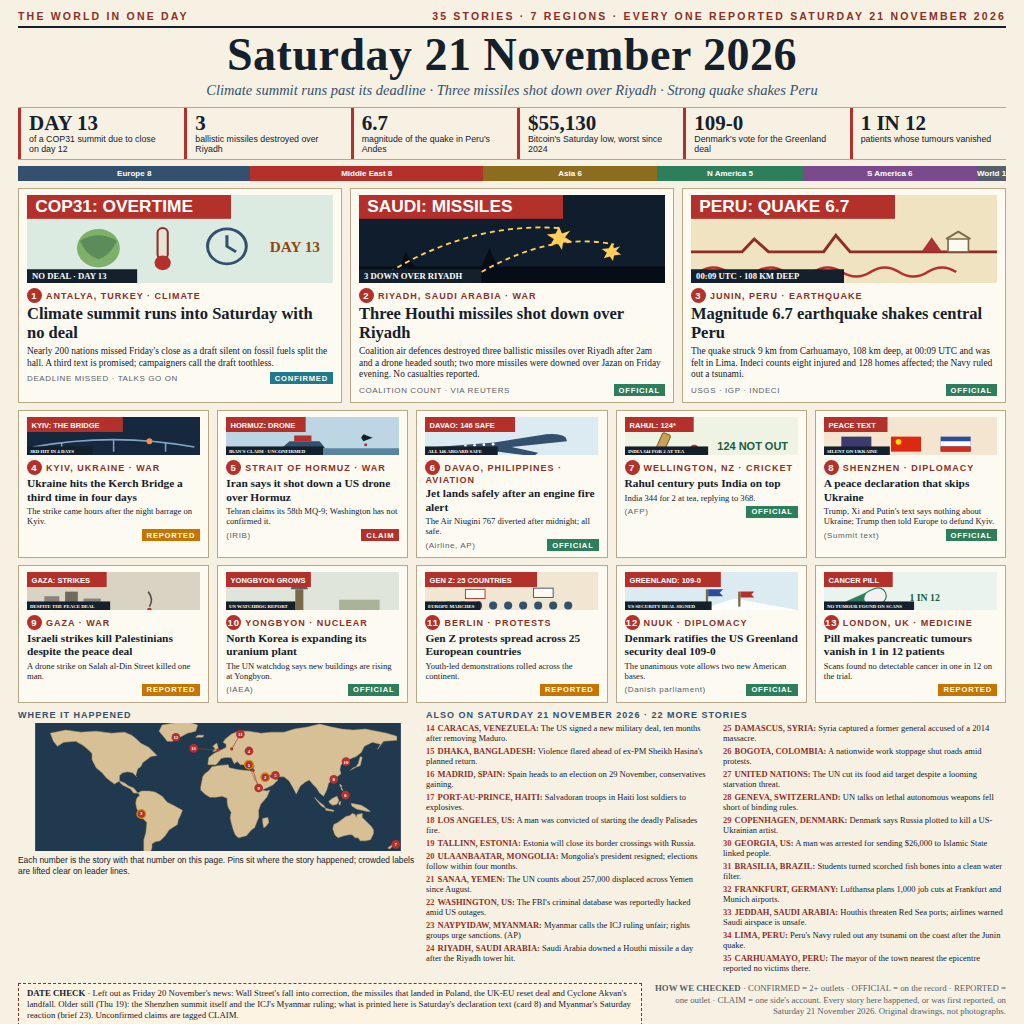 THE WORLD IN ONE DAY
35 STORIES · 7 REGIONS · EVERY ONE REPORTED SATURDAY 21 NOVEMBER 2026
Saturday 21 November 2026
Climate summit runs past its deadline · Three missiles shot down over Riyadh · Strong quake shakes Peru
DAY 13
of a COP31 summit due to close
on day 12
3
ballistic missiles destroyed over
Riyadh
6.7
magnitude of the quake in Peru's
Andes
$55,130
Bitcoin's Saturday low, worst since
2024
109-0
Denmark's vote for the Greenland
deal
1 IN 12
patients whose tumours vanished
Europe 8
Middle East 8
Asia 6
N America 5
S America 6
World 1
COP31: OVERTIME
DAY 13
NO DEAL · DAY 13
1 ANTALYA, TURKEY · CLIMATE
Climate summit runs into Saturday with
no deal
Nearly 200 nations missed Friday's close as a draft silent on fossil fuels split the
hall. A third text is promised; campaigners call the draft toothless.
DEADLINE MISSED · TALKS GO ON
CONFIRMED
SAUDI: MISSILES
3 DOWN OVER RIYADH
2 RIYADH, SAUDI ARABIA · WAR
Three Houthi missiles shot down over
Riyadh
Coalition air defences destroyed three ballistic missiles over Riyadh after 2am
and a drone headed south; two more missiles were downed over Jazan on Friday
evening. No casualties reported.
COALITION COUNT · VIA REUTERS
OFFICIAL
PERU: QUAKE 6.7
00:09 UTC · 108 KM DEEP
3 JUNIN, PERU · EARTHQUAKE
Magnitude 6.7 earthquake shakes central
Peru
The quake struck 9 km from Carhuamayo, 108 km deep, at 00:09 UTC and was
felt in Lima. Indeci counts eight injured and 128 homes affected; the Navy ruled
out a tsunami.
USGS · IGP · INDECI
OFFICIAL
KYIV: THE BRIDGE
3RD HIT IN 4 DAYS
4 KYIV, UKRAINE · WAR
Ukraine hits the Kerch Bridge a
third time in four days
The strike came hours after the night barrage on
Kyiv.
REPORTED
HORMUZ: DRONE
IRAN'S CLAIM · UNCONFIRMED
5 STRAIT OF HORMUZ · WAR
Iran says it shot down a US drone
over Hormuz
Tehran claims its 58th MQ-9; Washington has not
confirmed it.
(IRIB)
CLAIM
DAVAO: 146 SAFE
ALL 146 ABOARD SAFE
6 DAVAO, PHILIPPINES ·
AVIATION
Jet lands safely after an engine fire
alert
The Air Niugini 767 diverted after midnight; all
safe.
(Airline, AP)
OFFICIAL
RAHUL: 124*
124 NOT OUT
INDIA 344 FOR 2 AT TEA
7 WELLINGTON, NZ · CRICKET
Rahul century puts India on top
India 344 for 2 at tea, replying to 368.
(AFP)
OFFICIAL
PEACE TEXT
SILENT ON UKRAINE
8 SHENZHEN · DIPLOMACY
A peace declaration that skips
Ukraine
Trump, Xi and Putin's text says nothing about
Ukraine; Trump then told Europe to defund Kyiv.
(Summit text)
OFFICIAL
GAZA: STRIKES
DESPITE THE PEACE DEAL
9 GAZA · WAR
Israeli strikes kill Palestinians
despite the peace deal
A drone strike on Salah al-Din Street killed one
man.
REPORTED
YONGBYON GROWS
UN WATCHDOG REPORT
10 YONGBYON · NUCLEAR
North Korea is expanding its
uranium plant
The UN watchdog says new buildings are rising
at Yongbyon.
(IAEA)
OFFICIAL
GEN Z: 25 COUNTRIES
EUROPE MARCHES
11 BERLIN · PROTESTS
Gen Z protests spread across 25
European countries
Youth-led demonstrations rolled across the
continent.
REPORTED
GREENLAND: 109-0
US SECURITY DEAL SIGNED
12 NUUK · DIPLOMACY
Denmark ratifies the US Greenland
security deal 109-0
The unanimous vote allows two new American
bases.
(Danish parliament)
OFFICIAL
CANCER PILL
1 IN 12
NO TUMOUR FOUND ON SCANS
13 LONDON, UK · MEDICINE
Pill makes pancreatic tumours
vanish in 1 in 12 patients
Scans found no detectable cancer in one in 12 on
the trial.
REPORTED
WHERE IT HAPPENED
Each number is the story with that number on this page. Pins sit where the story happened; crowded labels
are lifted clear on leader lines.
ALSO ON SATURDAY 21 NOVEMBER 2026 · 22 MORE STORIES
14 CARACAS, VENEZUELA: The US signed a new military deal, ten months
after removing Maduro.
15 DHAKA, BANGLADESH: Violence flared ahead of ex-PM Sheikh Hasina's
planned return.
16 MADRID, SPAIN: Spain heads to an election on 29 November, conservatives
gaining.
17 PORT-AU-PRINCE, HAITI: Salvadoran troops in Haiti lost soldiers to
explosives.
18 LOS ANGELES, US: A man was convicted of starting the deadly Palisades
fire.
19 TALLINN, ESTONIA: Estonia will close its border crossings with Russia.
20 ULAANBAATAR, MONGOLIA: Mongolia's president resigned; elections
follow within four months.
21 SANAA, YEMEN: The UN counts about 257,000 displaced across Yemen
since August.
22 WASHINGTON, US: The FBI's criminal database was reportedly hacked
amid US outages.
23 NAYPYIDAW, MYANMAR: Myanmar calls the ICJ ruling unfair; rights
groups urge sanctions. (AP)
24 RIYADH, SAUDI ARABIA: Saudi Arabia downed a Houthi missile a day
after the Riyadh tower hit.
25 DAMASCUS, SYRIA: Syria captured a former general accused of a 2014
massacre.
26 BOGOTA, COLOMBIA: A nationwide work stoppage shut roads amid
protests.
27 UNITED NATIONS: The UN cut its food aid target despite a looming
starvation threat.
28 GENEVA, SWITZERLAND: UN talks on lethal autonomous weapons fell
short of binding rules.
29 COPENHAGEN, DENMARK: Denmark says Russia plotted to kill a US-
Ukrainian artist.
30 GEORGIA, US: A man was arrested for sending $26,000 to Islamic State
linked people.
31 BRASILIA, BRAZIL: Students turned scorched fish bones into a clean water
filter.
32 FRANKFURT, GERMANY: Lufthansa plans 1,000 job cuts at Frankfurt and
Munich airports.
33 JEDDAH, SAUDI ARABIA: Houthis threaten Red Sea ports; airlines warned
Saudi airspace is unsafe.
34 LIMA, PERU: Peru's Navy ruled out any tsunami on the coast after the Junin
quake.
35 CARHUAMAYO, PERU: The mayor of the town nearest the epicentre
reported no victims there.
DATE CHECK · Left out as Friday 20 November's news: Wall Street's fall into correction, the missiles that landed in Poland, the UK-EU reset deal and Cyclone Akvan's
landfall. Older still (Thu 19): the Shenzhen summit itself and the ICJ's Myanmar ruling; what is printed here is Saturday's declaration text (card 8) and Myanmar's Saturday
reaction (brief 23). Unconfirmed claims are tagged CLAIM.
HOW WE CHECKED · CONFIRMED = 2+ outlets · OFFICIAL = on the record · REPORTED =
one outlet · CLAIM = one side's account. Every story here happened, or was first reported, on
Saturday 21 November 2026. Original drawings, not photographs.